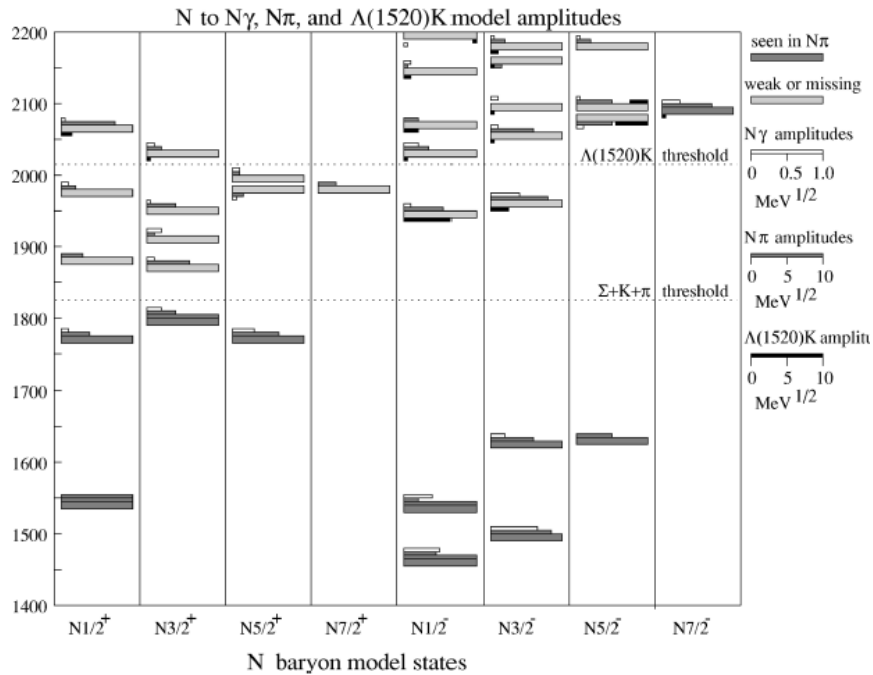 N to Nγ, Nπ, and Λ(1520)K model amplitudes
2200
2100
2000
1900
1800
1700
1600
1500
1400
Λ(1520)K threshold
Σ+K+π threshold
N1/2+ N3/2+ N5/2+ N7/2+ N1/2- N3/2- N5/2- N7/2-
N baryon model states
seen in Nπ
weak or missing
Nγ amplitudes
0 0.5 1.0
MeV 1/2
Nπ amplitudes
0 5 10
MeV 1/2
Λ(1520)K amplitu
0 5 10
MeV 1/2